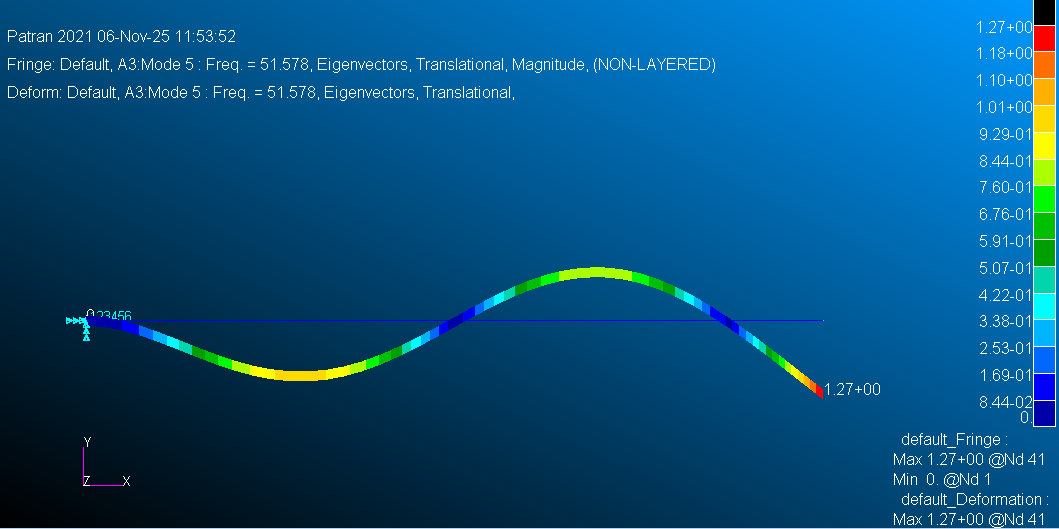 Patran 2021 06-Nov-25 11:53:52
Fringe: Default, A3:Mode 5 : Freq. = 51.578, Eigenvectors, Translational, Magnitude, (NON-LAYERED)
Deform: Default, A3:Mode 5 : Freq. = 51.578, Eigenvectors, Translational,
1.27+00
1.18+00
1.10+00
1.01+00
9.29-01
8.44-01
7.60-01
6.76-01
5.91-01
5.07-01
4.22-01
3.38-01
2.53-01
1.69-01
8.44-02
0.
123456
1.27+00
Y
Z
X
default_Fringe :
Max 1.27+00 @Nd 41
Min 0. @Nd 1
default_Deformation :
Max 1.27+00 @Nd 41